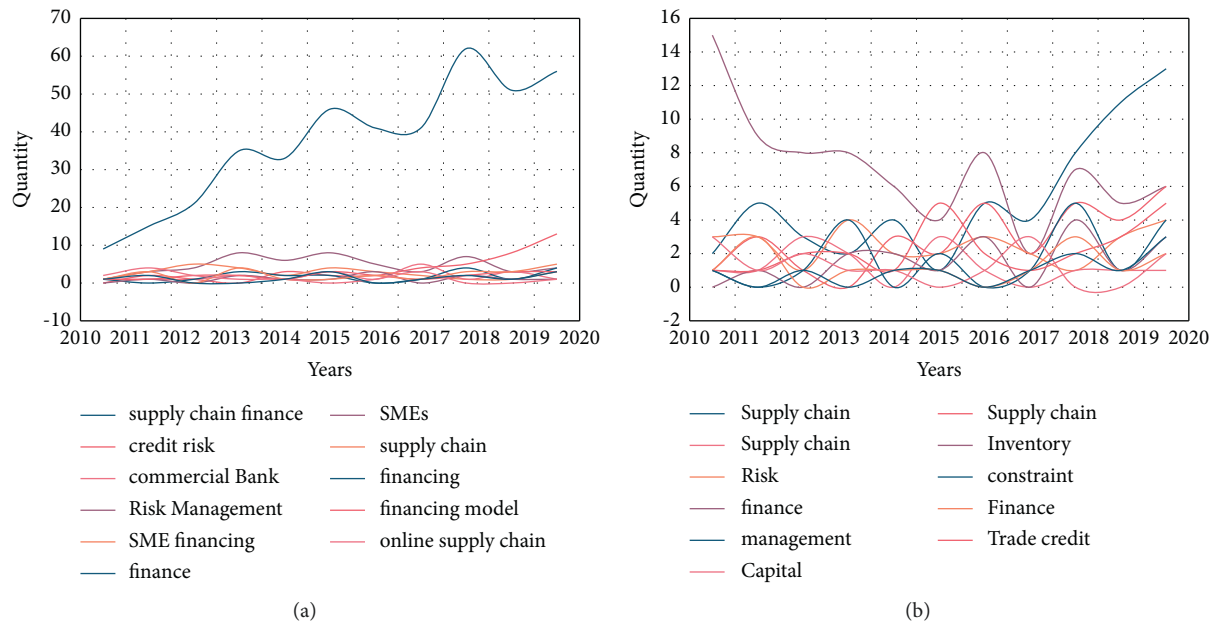 70
60
50
40
30
20
10
0
-10
Quantity
2010 2011 2012 2013 2014 2015 2016 2017 2018 2019 2020
Years
supply chain finance SMEs
credit risk supply chain
commercial Bank financing
Risk Management financing model
SME financing online supply chain
finance
(a)
16
14
12
10
8
6
4
2
0
-2
Quantity
2010 2011 2012 2013 2014 2015 2016 2017 2018 2019 2020
Years
Supply chain Supply chain
Supply chain Inventory
Risk constraint
finance Finance
management Trade credit
Capital
(b)